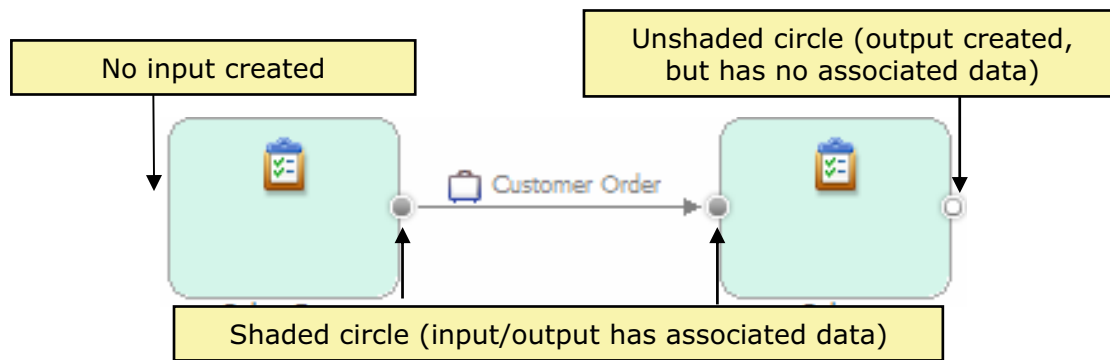 No input created
Unshaded circle (output created,
but has no associated data)
Customer Order
Shaded circle (input/output has associated data)